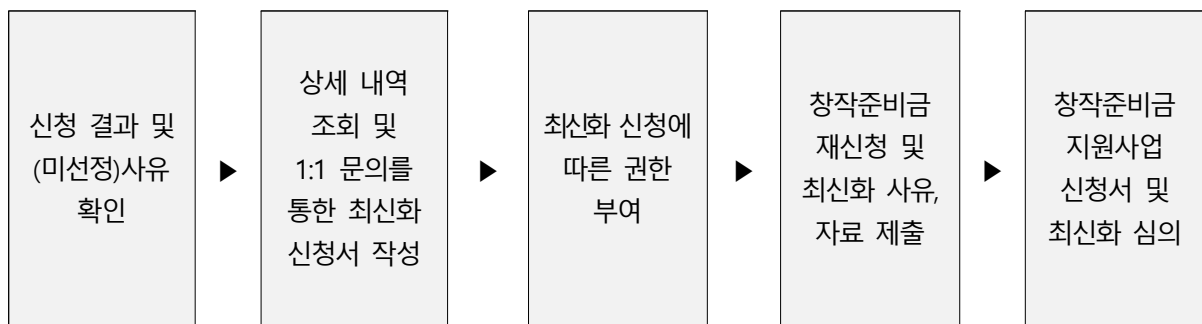 신청 결과 및
(미선정)사유
확인
▶
상세 내역
조회 및
1:1 문의를
통한 최신화
신청서 작성
▶
최신화 신청에
따른 권한
부여
▶
창작준비금
재신청 및
최신화 사유,
자료 제출
▶
창작준비금
지원사업
신청서 및
최신화 심의